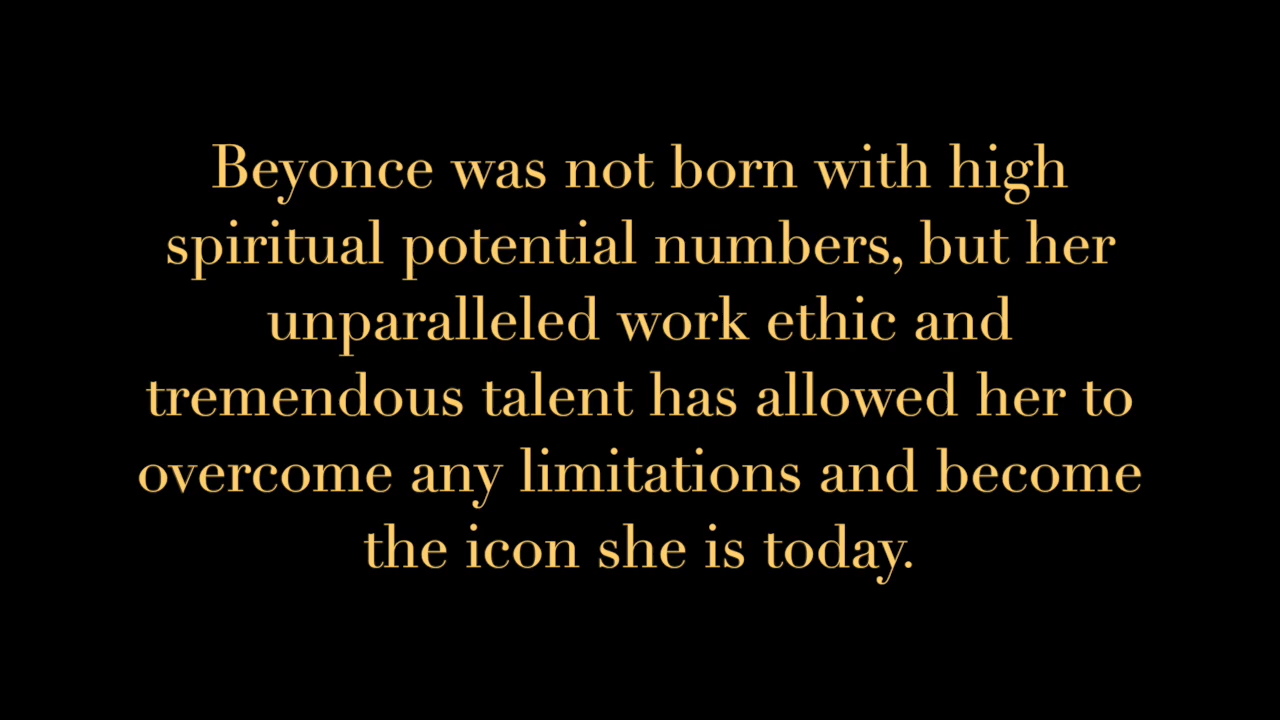 Beyonce was not born with high
spiritual potential numbers, but her
unparalleled work ethic and
tremendous talent has allowed her to
overcome any limitations and become
the icon she is today.